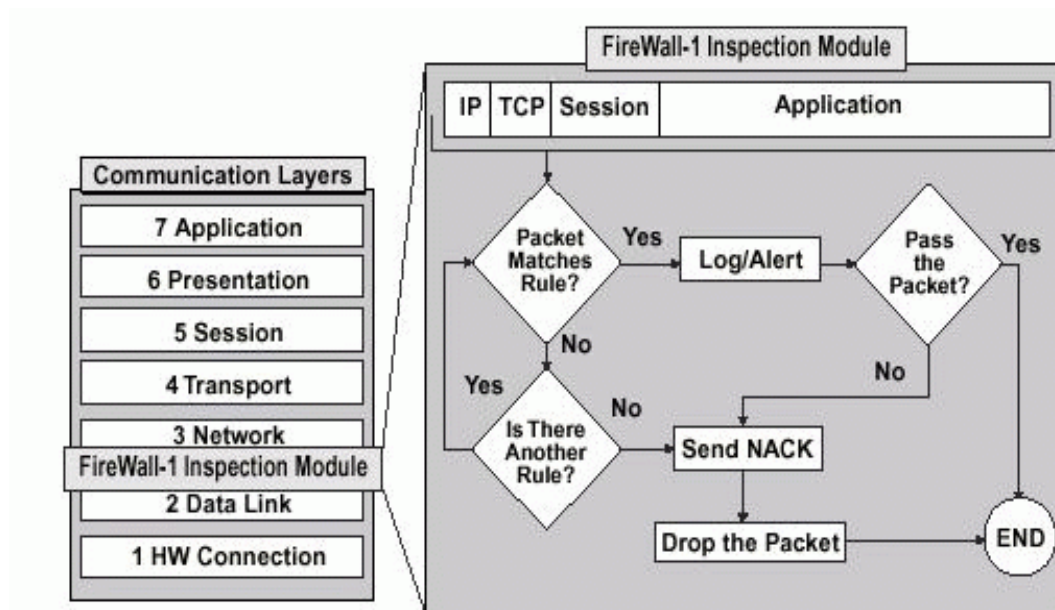 FireWall-1 Inspection Module
IP TCP Session Application
Communication Layers
7 Application
6 Presentation
5 Session
4 Transport
3 Network
FireWall-1 Inspection Module
2 Data Link
1 HW Connection
Packet
Matches
Rule?
Yes
Log/Alert
Pass
the
Packet?
Yes
No
No
Yes
Is There
Another
Rule?
No
Send NACK
Drop the Packet
END